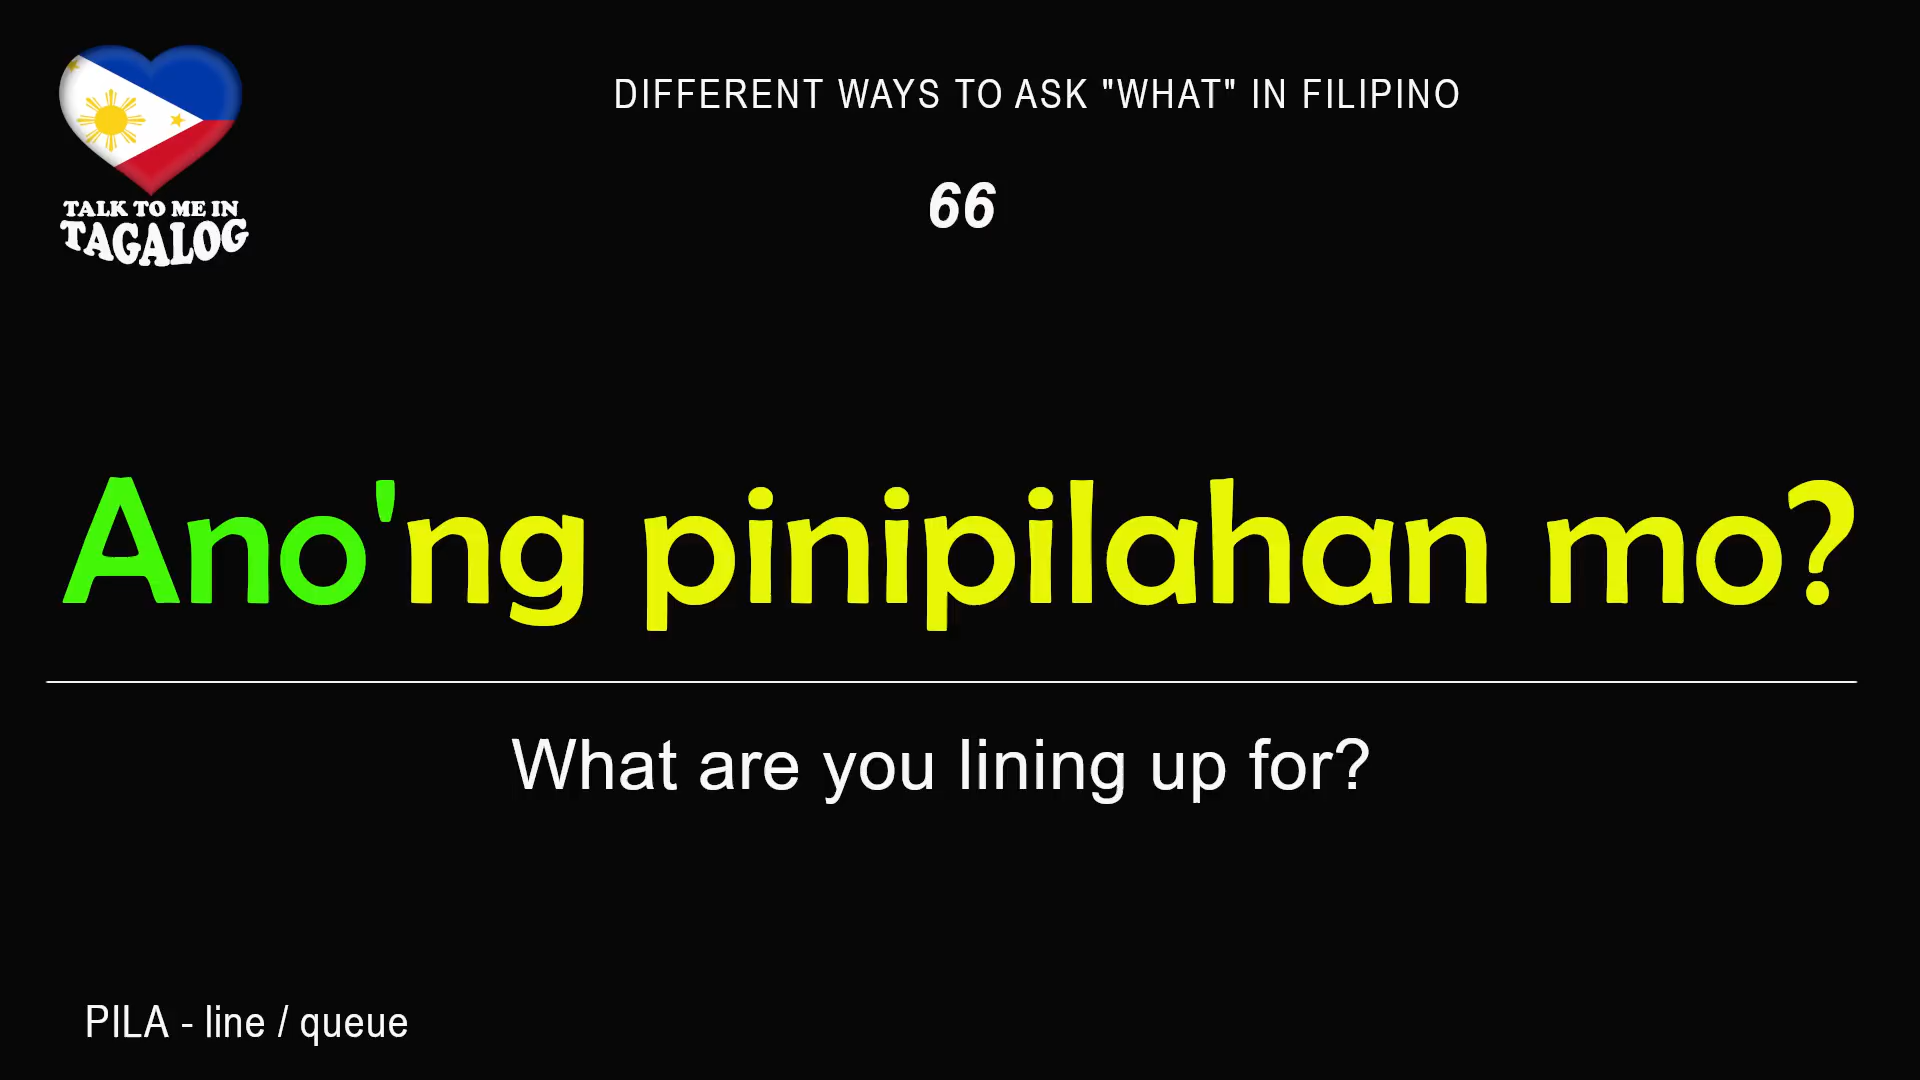 TALK TO ME IN
TAGALOG
DIFFERENT WAYS TO ASK "WHAT" IN FILIPINO
66
Ano'ng pinipilahan mo?
What are you lining up for?
PILA - line / queue